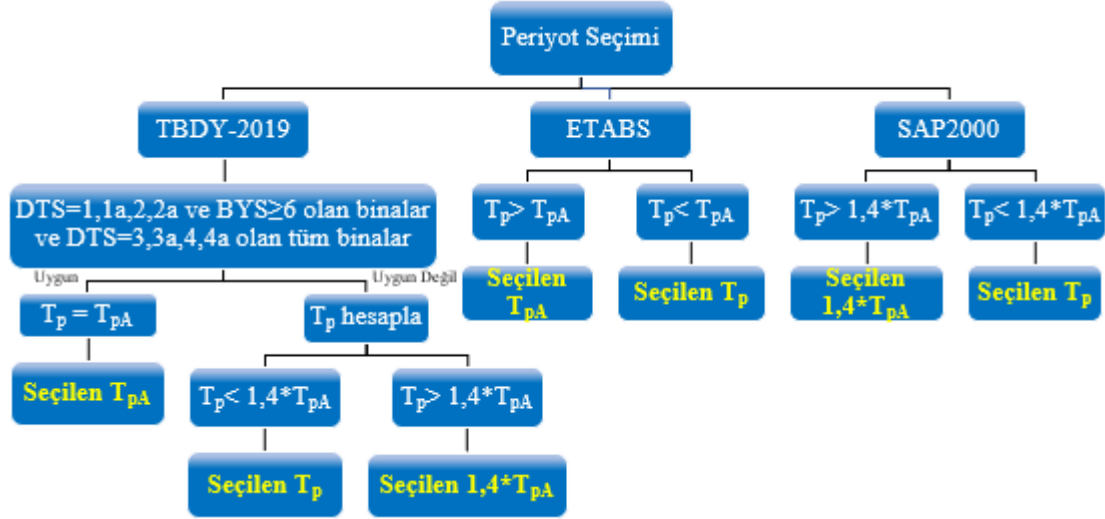 Periyot Seçimi
TBDY-2019
ETABS
SAP2000
DTS=1,1a,2,2a ve BYS≥6 olan binalar
ve DTS=3,3a,4,4a olan tüm binalar
Tp> TpA
Tp< TpA
Tp> 1,4*TpA
Tp< 1,4*TpA
Uygun
Uygun Değil
Seçilen
TpA
Seçilen Tp
Seçilen
1,4*TpA
Seçilen Tp
Tp = TpA
Tp hesapla
Seçilen TpA
Tp< 1,4*TpA
Tp> 1,4*TpA
Seçilen Tp
Seçilen 1,4*TpA